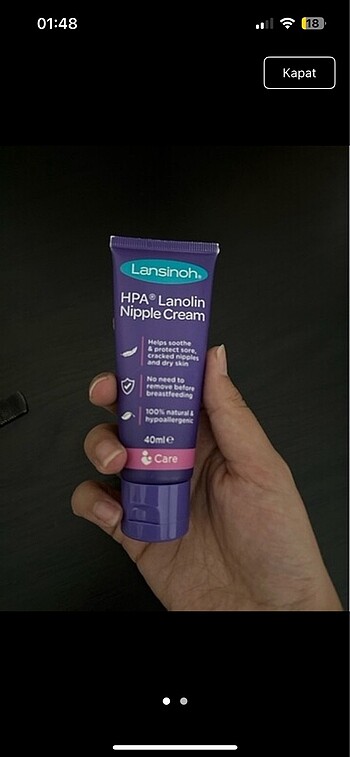 01:48
18
Kapat
Lansinoh®
HPA® Lanolin
Nipple Cream
Helps soothe
& protect sore,
cracked nipples
and dry skin
No need to
remove before
breastfeeding
100% natural &
hypoallergenic
40ml ℮
Care